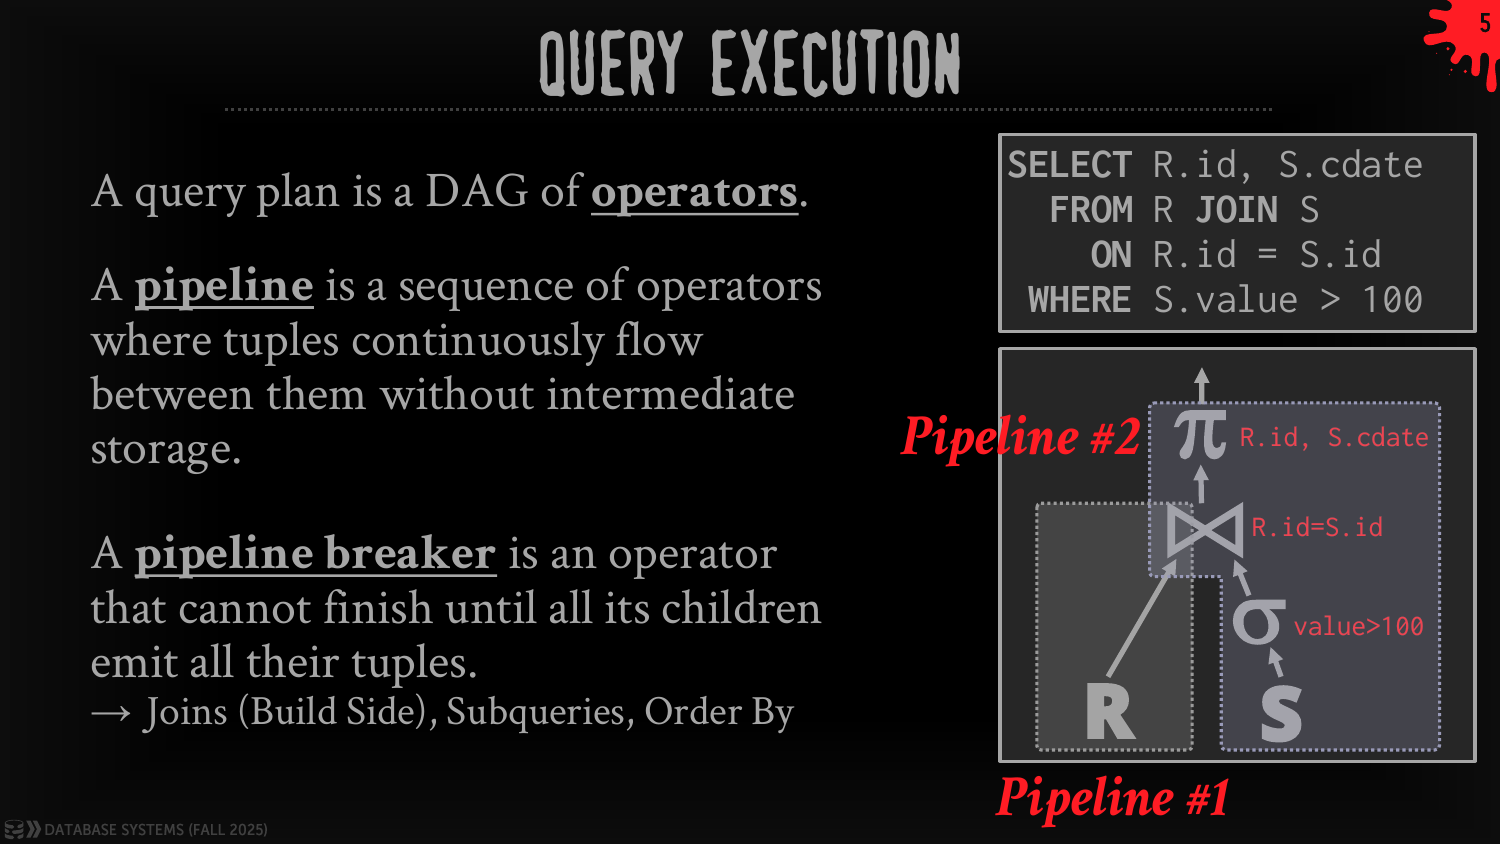 5
QUERY EXECUTION
A query plan is a DAG of operators.
A pipeline is a sequence of operators
where tuples continuously flow
between them without intermediate
storage.
A pipeline breaker is an operator
that cannot finish until all its children
emit all their tuples.
→ Joins (Build Side), Subqueries, Order By
SELECT R.id, S.cdate
FROM R JOIN S
ON R.id = S.id
WHERE S.value > 100
Pipeline #2
π R.id, S.cdate
⋈ R.id=S.id
σ value>100
R
S
Pipeline #1
DATABASE SYSTEMS (FALL 2025)